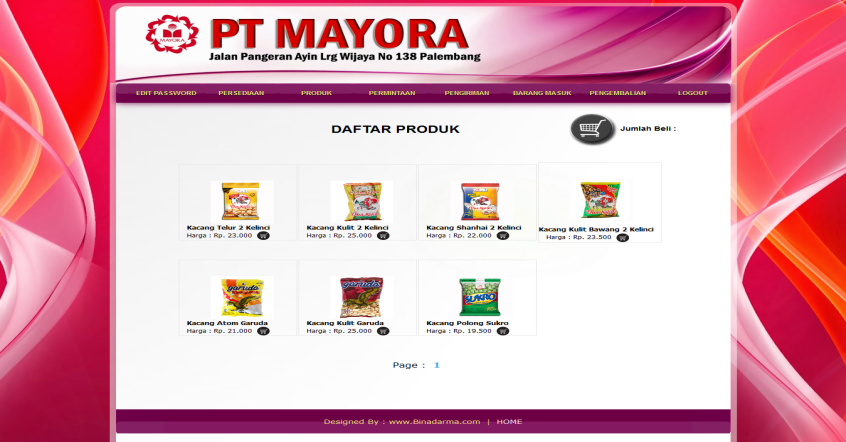 MAYORA
PT MAYORA
Jalan Pangeran Ayin Lrg Wijaya No 138 Palembang
EDIT PASSWORD PERSEDIAAN PRODUK PERMINTAAN PENGIRIMAN BARANG MASUK PENGEMBALIAN LOGOUT
DAFTAR PRODUK
Jumlah Beli :
Kacang Telur 2 Kelinci
Harga : Rp. 23.000
Kacang Kulit 2 Kelinci
Harga : Rp. 25.000
Kacang Shanhai 2 Kelinci
Harga : Rp. 22.000
Kacang Kulit Bawang 2 Kelinci
Harga : Rp. 23.500
garuda
Kacang Atom Garuda
Harga : Rp. 21.000
garuda
Kacang Kulit Garuda
Harga : Rp. 25.000
SUKRO
Kacang Polong Sukro
Harga : Rp. 19.500
Page : 1
Designed By : www.Binadarma.com | HOME